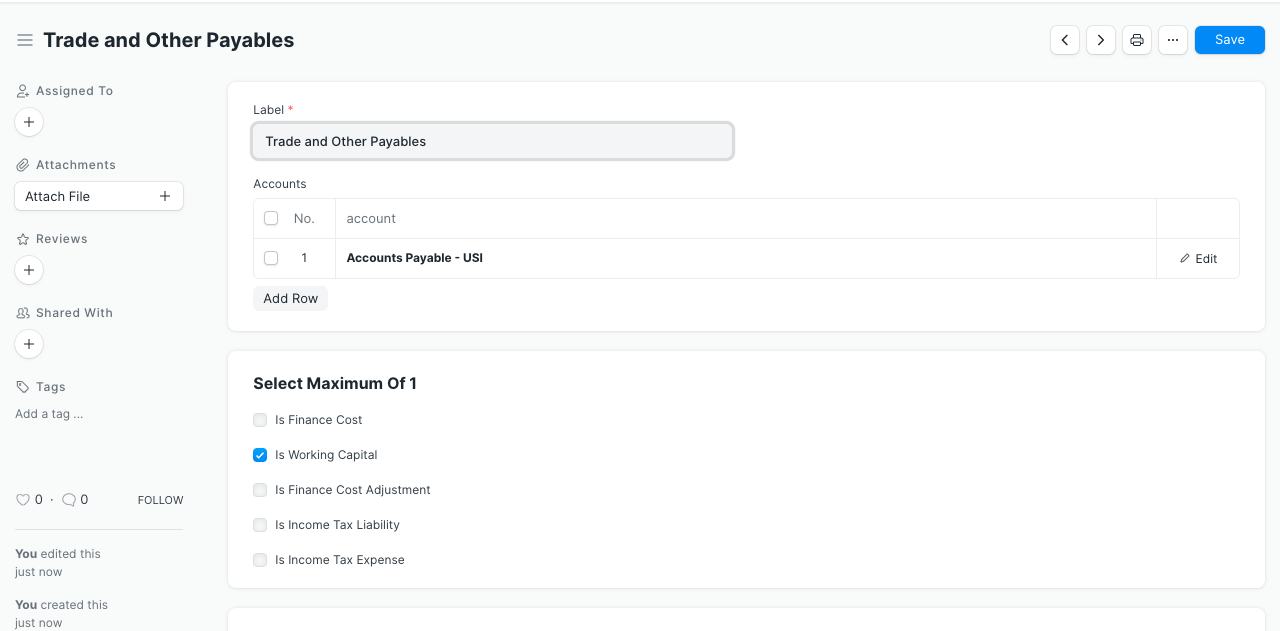 Trade and Other Payables
Save
Assigned To
Attachments
Attach File
Reviews
Shared With
Tags
Add a tag ...
0 · 0 FOLLOW
You edited this
just now
You created this
just now
Label *
Trade and Other Payables
Accounts
No. account
1 Accounts Payable - USI Edit
Add Row
Select Maximum Of 1
Is Finance Cost
Is Working Capital
Is Finance Cost Adjustment
Is Income Tax Liability
Is Income Tax Expense